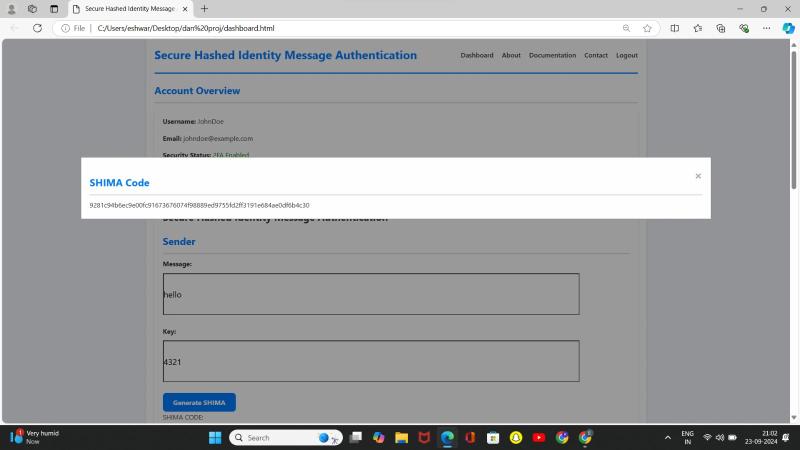 Secure Hashed Identity Message
File
C:/Users/eshwar/Desktop/dan%20proj/dashboard.html
Secure Hashed Identity Message Authentication
Dashboard About Documentation Contact Logout
Account Overview
Username: JohnDoe
Email: johndoe@example.com
Security Status: 2FA Enabled
SHIMA Code
9281c94b6ec9e00fc91673676074f98889ed9755fd2ff3191e684ae0df6b4c30
Secure Hashed Identity Message Authentication
Sender
Message:
hello
Key:
4321
Generate SHIMA
SHIMA CODE:
1
Very humid
Now
Search
ENG
IN
21:02
23-09-2024